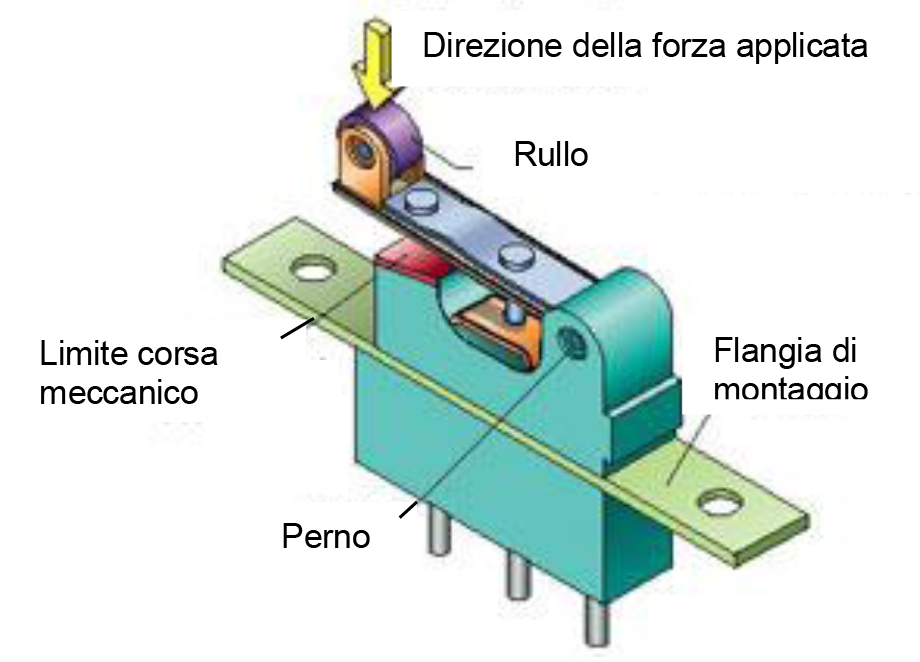 Direzione della forza applicata
Rullo
Limite corsa
meccanico
Flangia di
montaggio
Perno